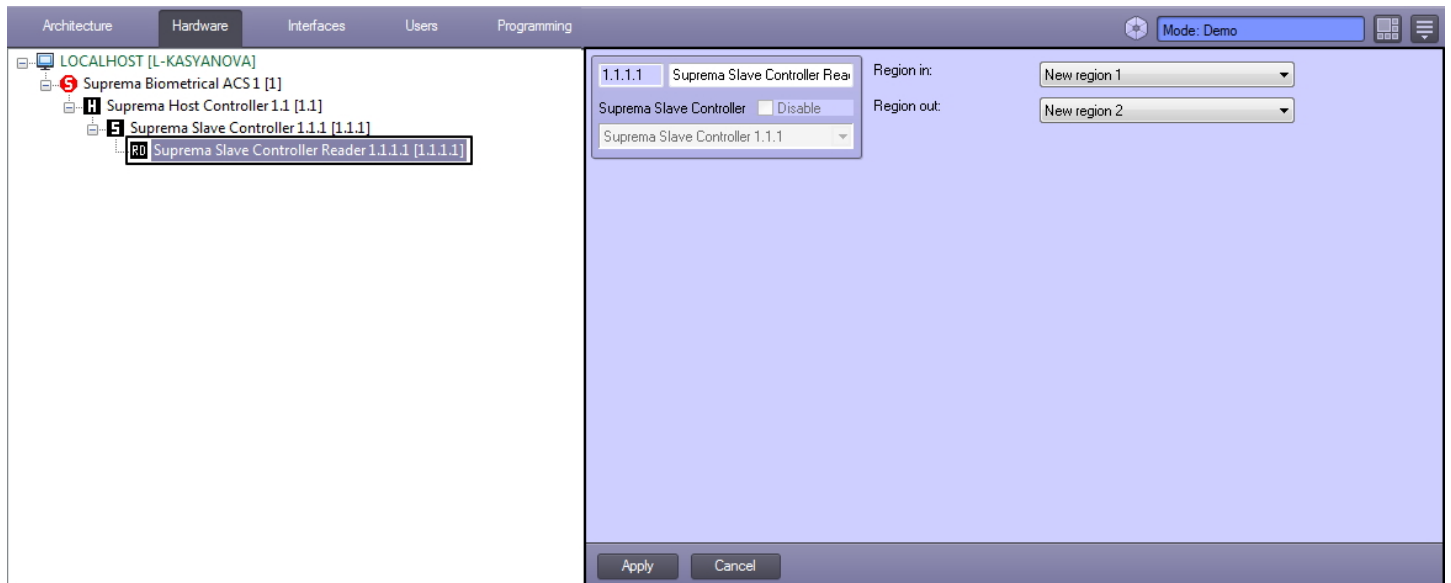 Architecture Hardware Interfaces Users Programming Mode: Demo
LOCALHOST [L-KASYANOVA]
Suprema Biometrical ACS 1 [1]
H Suprema Host Controller 1.1 [1.1]
S Suprema Slave Controller 1.1.1 [1.1.1]
RD Suprema Slave Controller Reader 1.1.1.1 [1.1.1.1]
1.1.1.1 Suprema Slave Controller Rea
Suprema Slave Controller Disable
Suprema Slave Controller 1.1.1
Region in: New region 1
Region out: New region 2
Apply Cancel